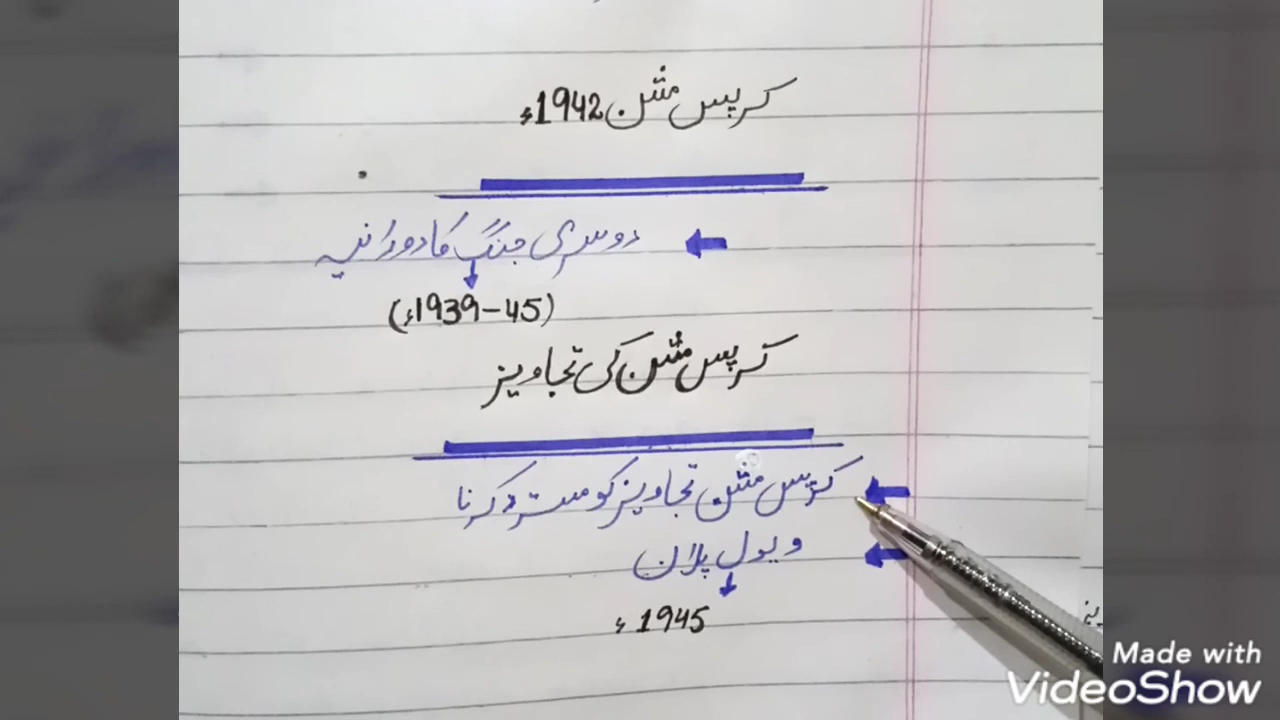 کرپس مشن 1942ء
دوسری جنگ کا دورانیہ
(1939-45ء)
کرپس مشن کی تجاویز
کرپس مشن تجاویز کو مسترد کرنا
ویول پلان
1945ء
Made with
VideoShow